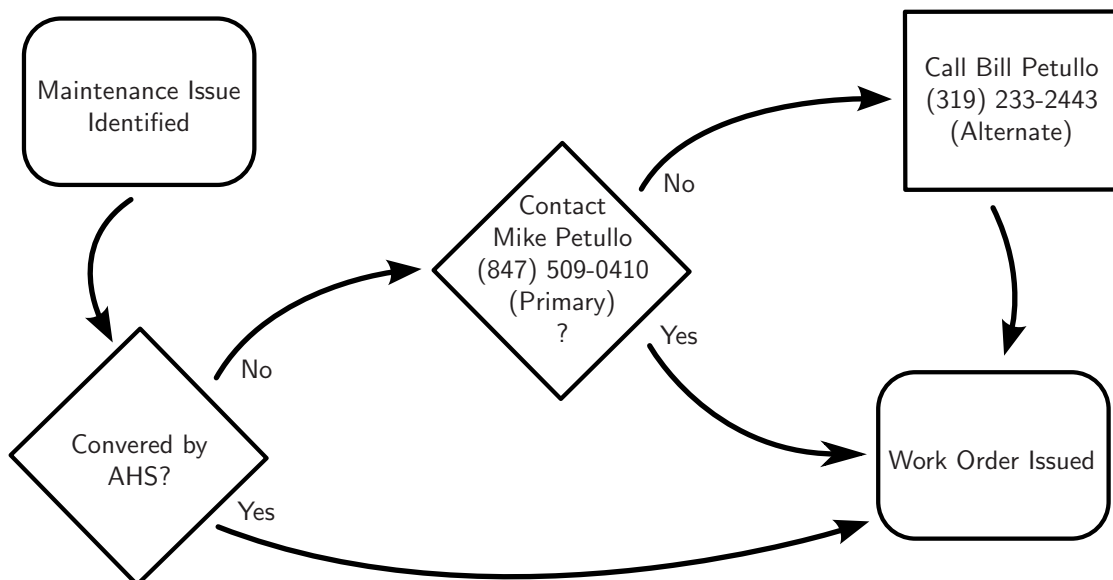 Maintenance Issue
Identified
Convered by
AHS?
No
Yes
Contact
Mike Petullo
(847) 509-0410
(Primary)
?
No
Yes
Call Bill Petullo
(319) 233-2443
(Alternate)
Work Order Issued